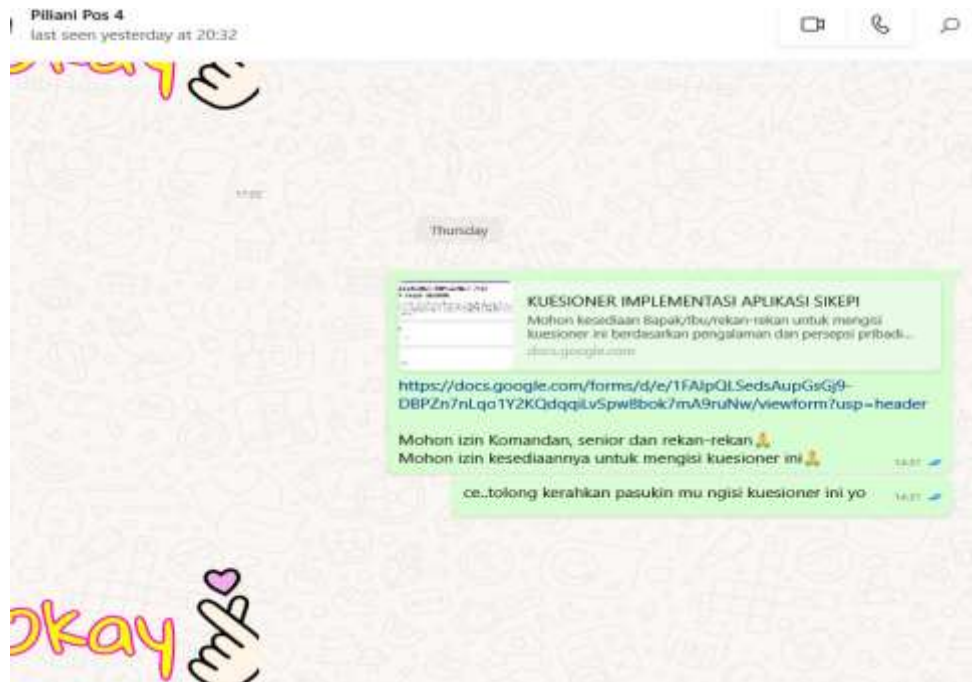 Piliani Pos 4
last seen yesterday at 20:32
okay
Thursday
KUESIONER IMPLEMENTASI APLIKASI SIKEPI
Mohon kesediaan Bapak/Ibu/rekan-rekan untuk mengisi
kuesioner ini berdasarkan pengalaman dan persepsi pribadi...
docs.google.com
https://docs.google.com/forms/d/e/1FAIpQLSedsAupGsGj9-
DBPZn7nLqo1Y2KQdqqiLvSpw8bok7mA9ruNw/viewform?usp=header
Mohon izin Komandan, senior dan rekan-rekan🙏
Mohon izin kesediaannya untuk mengisi kuesioner ini🙏
ce..tolong kerahkan pasukin mu ngisi kuesioner ini yo
okay